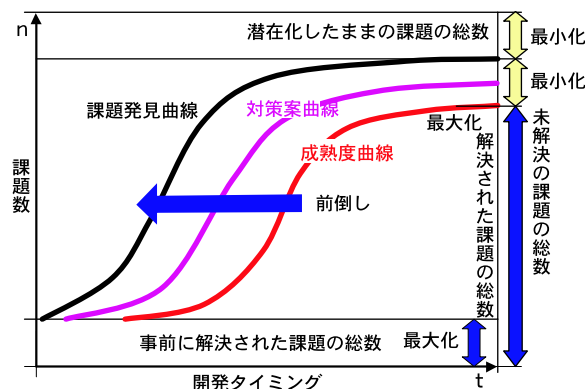 n
潜在化したままの課題の総数
最小化
最小化
課題発見曲線
対策案曲線
最大化
成熟度曲線
解決された課題の総数
未解決の課題の総数
課題数
前倒し
事前に解決された課題の総数
最大化
開発タイミング
t